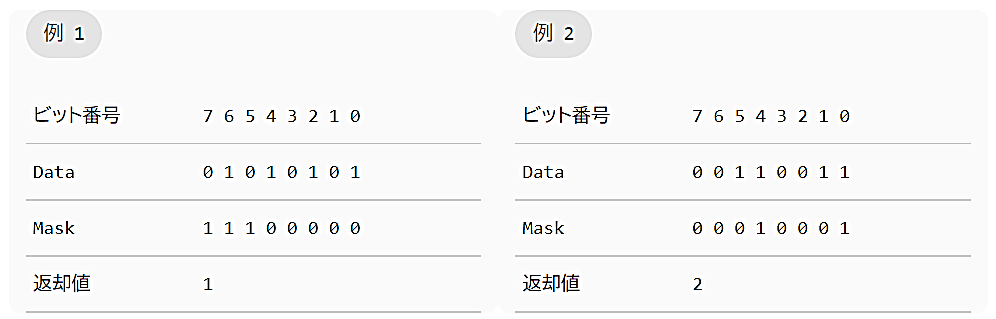 例 1
ビット番号 7 6 5 4 3 2 1 0
Data 0 1 0 1 0 1 0 1
Mask 1 1 1 0 0 0 0 0
返却値 1
例 2
ビット番号 7 6 5 4 3 2 1 0
Data 0 0 1 1 0 0 1 1
Mask 0 0 0 1 0 0 0 1
返却値 2